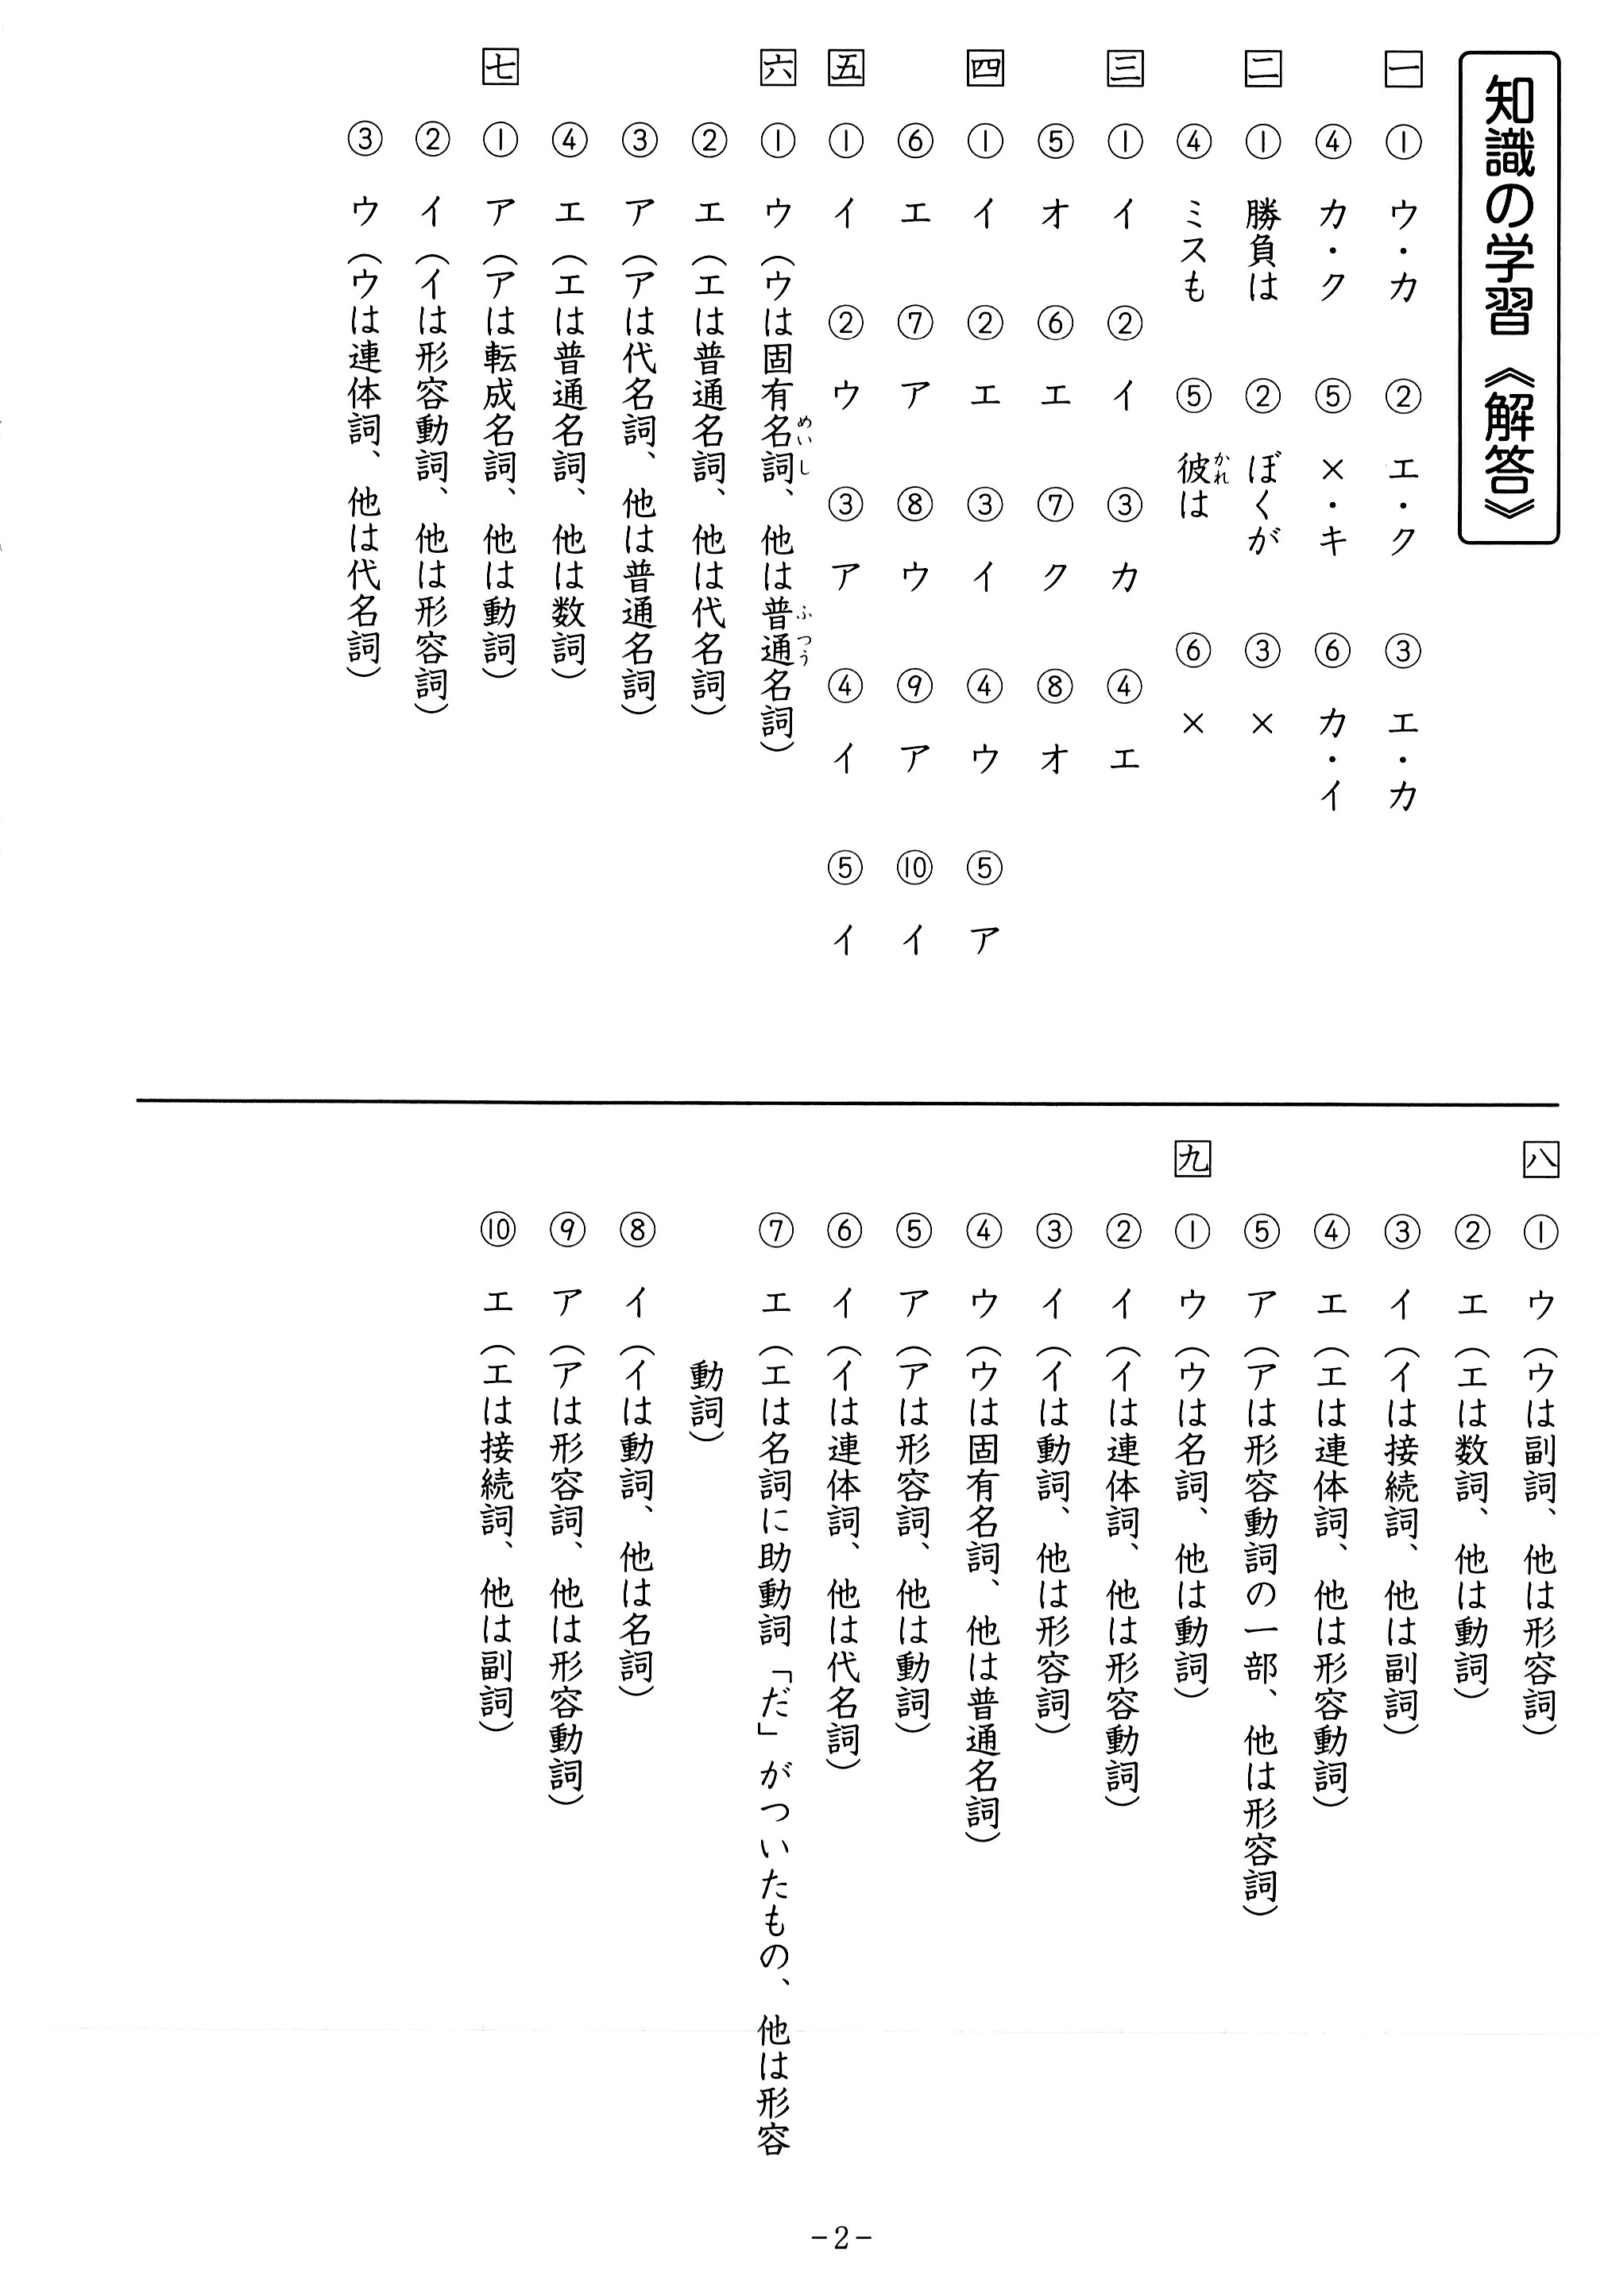 知識の学習《解答》
一 ① ウ・カ ② エ・ク ③ エ・カ
④ カ・ク ⑤ ×・キ ⑥ カ・イ
二 ① 勝負は ② ぼくが ③ ×
④ ミスも ⑤ 彼は ⑥ ×
かれ
三 ① イ ② イ ③ カ ④ エ
⑤ オ ⑥ エ ⑦ ク ⑧ オ
四 ① イ ② エ ③ イ ④ ウ ⑤ ア
⑥ エ ⑦ ア ⑧ ウ ⑨ ア ⑩ イ
五 ① イ ② ウ ③ ア ④ イ ⑤ イ
六 ① ウ(ウは固有名詞、他は普通名詞)
めいし ふつう
② エ(エは普通名詞、他は代名詞)
③ ア(アは代名詞、他は普通名詞)
④ エ(エは普通名詞、他は数詞)
七 ① ア(アは転成名詞、他は動詞)
② イ(イは形容動詞、他は形容詞)
③ ウ(ウは連体詞、他は代名詞)
八 ① ウ(ウは副詞、他は形容詞)
② エ(エは数詞、他は動詞)
③ イ(イは接続詞、他は副詞)
④ エ(エは連体詞、他は形容動詞)
⑤ ア(アは形容動詞の一部、他は形容詞)
九 ① ウ(ウは名詞、他は動詞)
② イ(イは連体詞、他は形容動詞)
③ イ(イは動詞、他は形容詞)
④ ウ(ウは固有名詞、他は普通名詞)
⑤ ア(アは形容詞、他は動詞)
⑥ イ(イは連体詞、他は代名詞)
⑦ エ(エは名詞に助動詞「だ」がついたもの、他は形容
動詞)
⑧ イ(イは動詞、他は名詞)
⑨ ア(アは形容詞、他は形容動詞)
⑩ エ(エは接続詞、他は副詞)
-2-